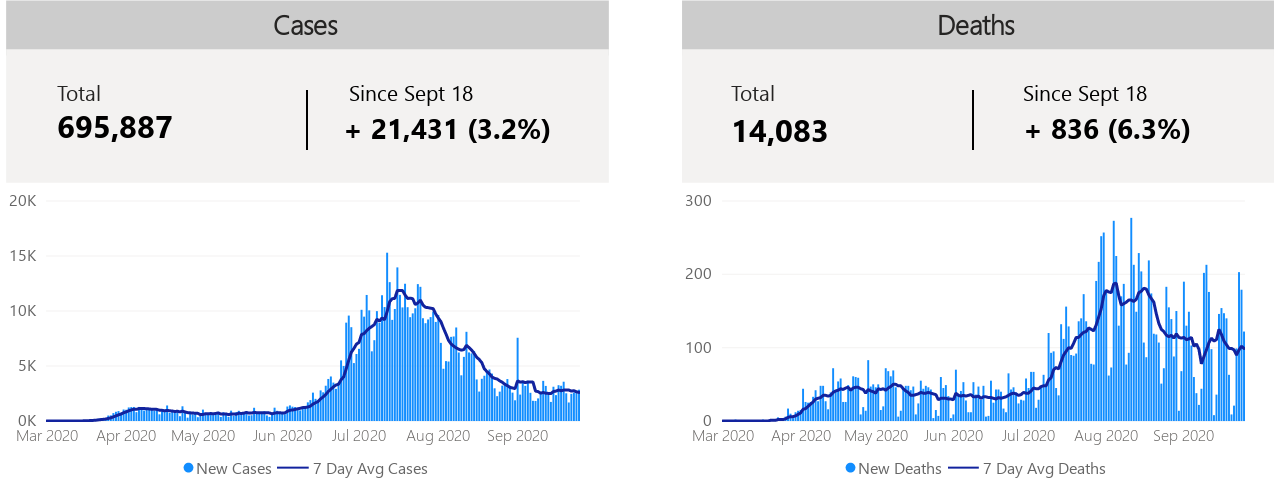 Cases
Total
695,887
Since Sept 18
+ 21,431 (3.2%)
20K
15K
10K
5K
0K
Mar 2020 Apr 2020 May 2020 Jun 2020 Jul 2020 Aug 2020 Sep 2020
New Cases 7 Day Avg Cases
Deaths
Total
14,083
Since Sept 18
+ 836 (6.3%)
300
200
100
0
Mar 2020 Apr 2020 May 2020 Jun 2020 Jul 2020 Aug 2020 Sep 2020
New Deaths 7 Day Avg Deaths